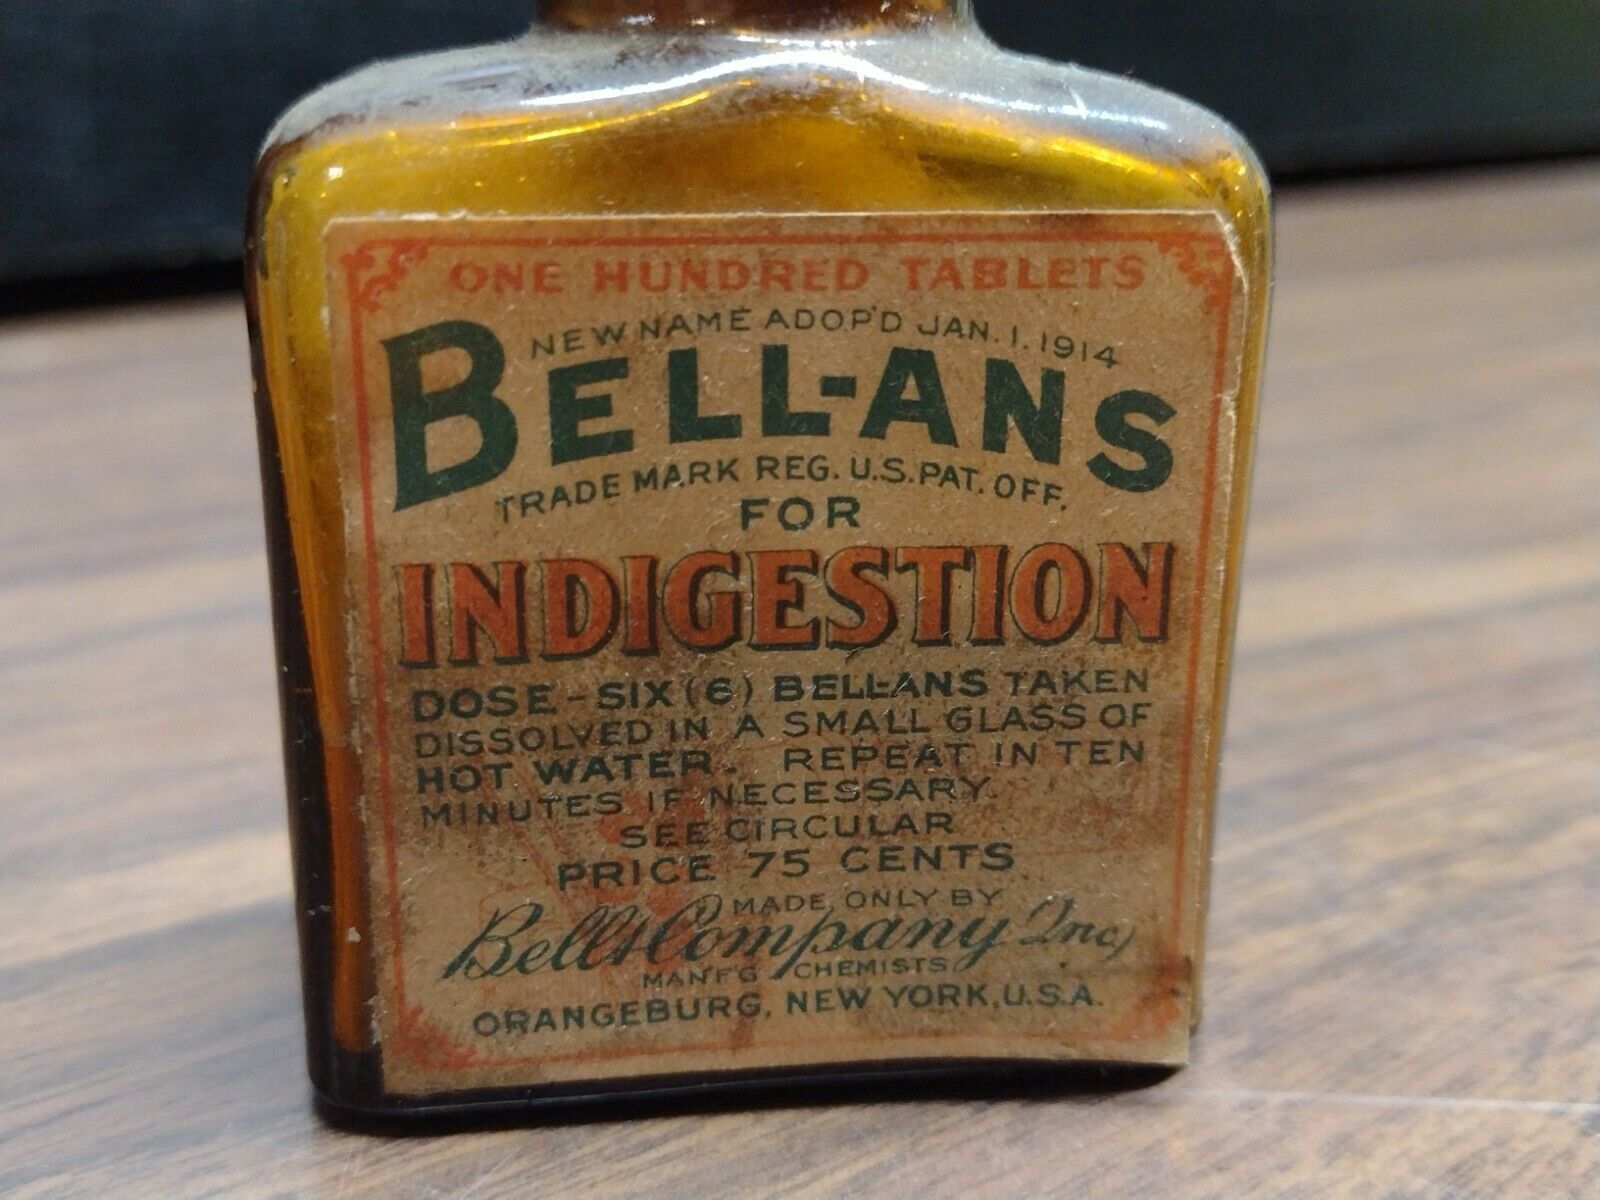 ONE HUNDRED TABLETS
NEW NAME ADOP'D JAN. 1. 1914
BELL-ANS
TRADE MARK REG. U.S. PAT. OFF.
FOR
INDIGESTION
DOSE - SIX (6) BELL-ANS TAKEN
DISSOLVED IN A SMALL GLASS OF
HOT WATER. REPEAT IN TEN
MINUTES IF NECESSARY.
SEE CIRCULAR
PRICE 75 CENTS
MADE ONLY BY
Bell & Company Inc,
MAN'F'G CHEMISTS
ORANGEBURG, NEW YORK, U.S.A.